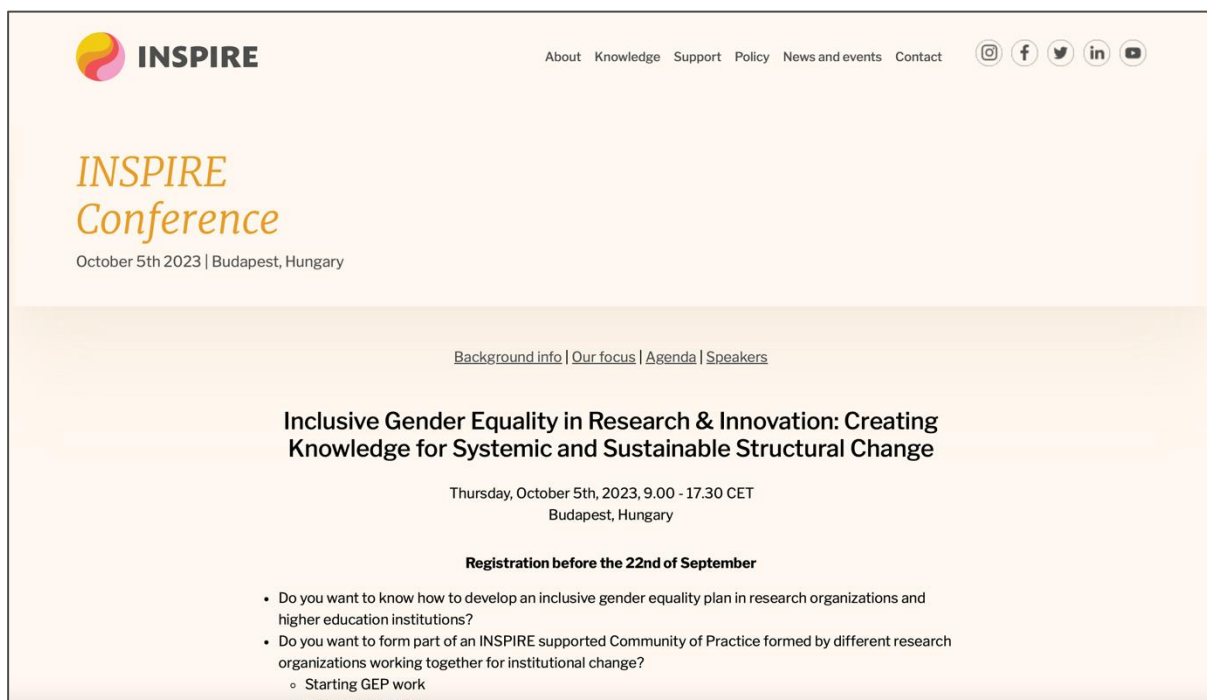 INSPIRE
About Knowledge Support Policy News and events Contact
INSPIRE
Conference
October 5th 2023 | Budapest, Hungary
Background info | Our focus | Agenda | Speakers
Inclusive Gender Equality in Research & Innovation: Creating
Knowledge for Systemic and Sustainable Structural Change
Thursday, October 5th, 2023, 9.00 - 17.30 CET
Budapest, Hungary
Registration before the 22nd of September
• Do you want to know how to develop an inclusive gender equality plan in research organizations and
higher education institutions?
• Do you want to form part of an INSPIRE supported Community of Practice formed by different research
organizations working together for institutional change?
◦ Starting GEP work